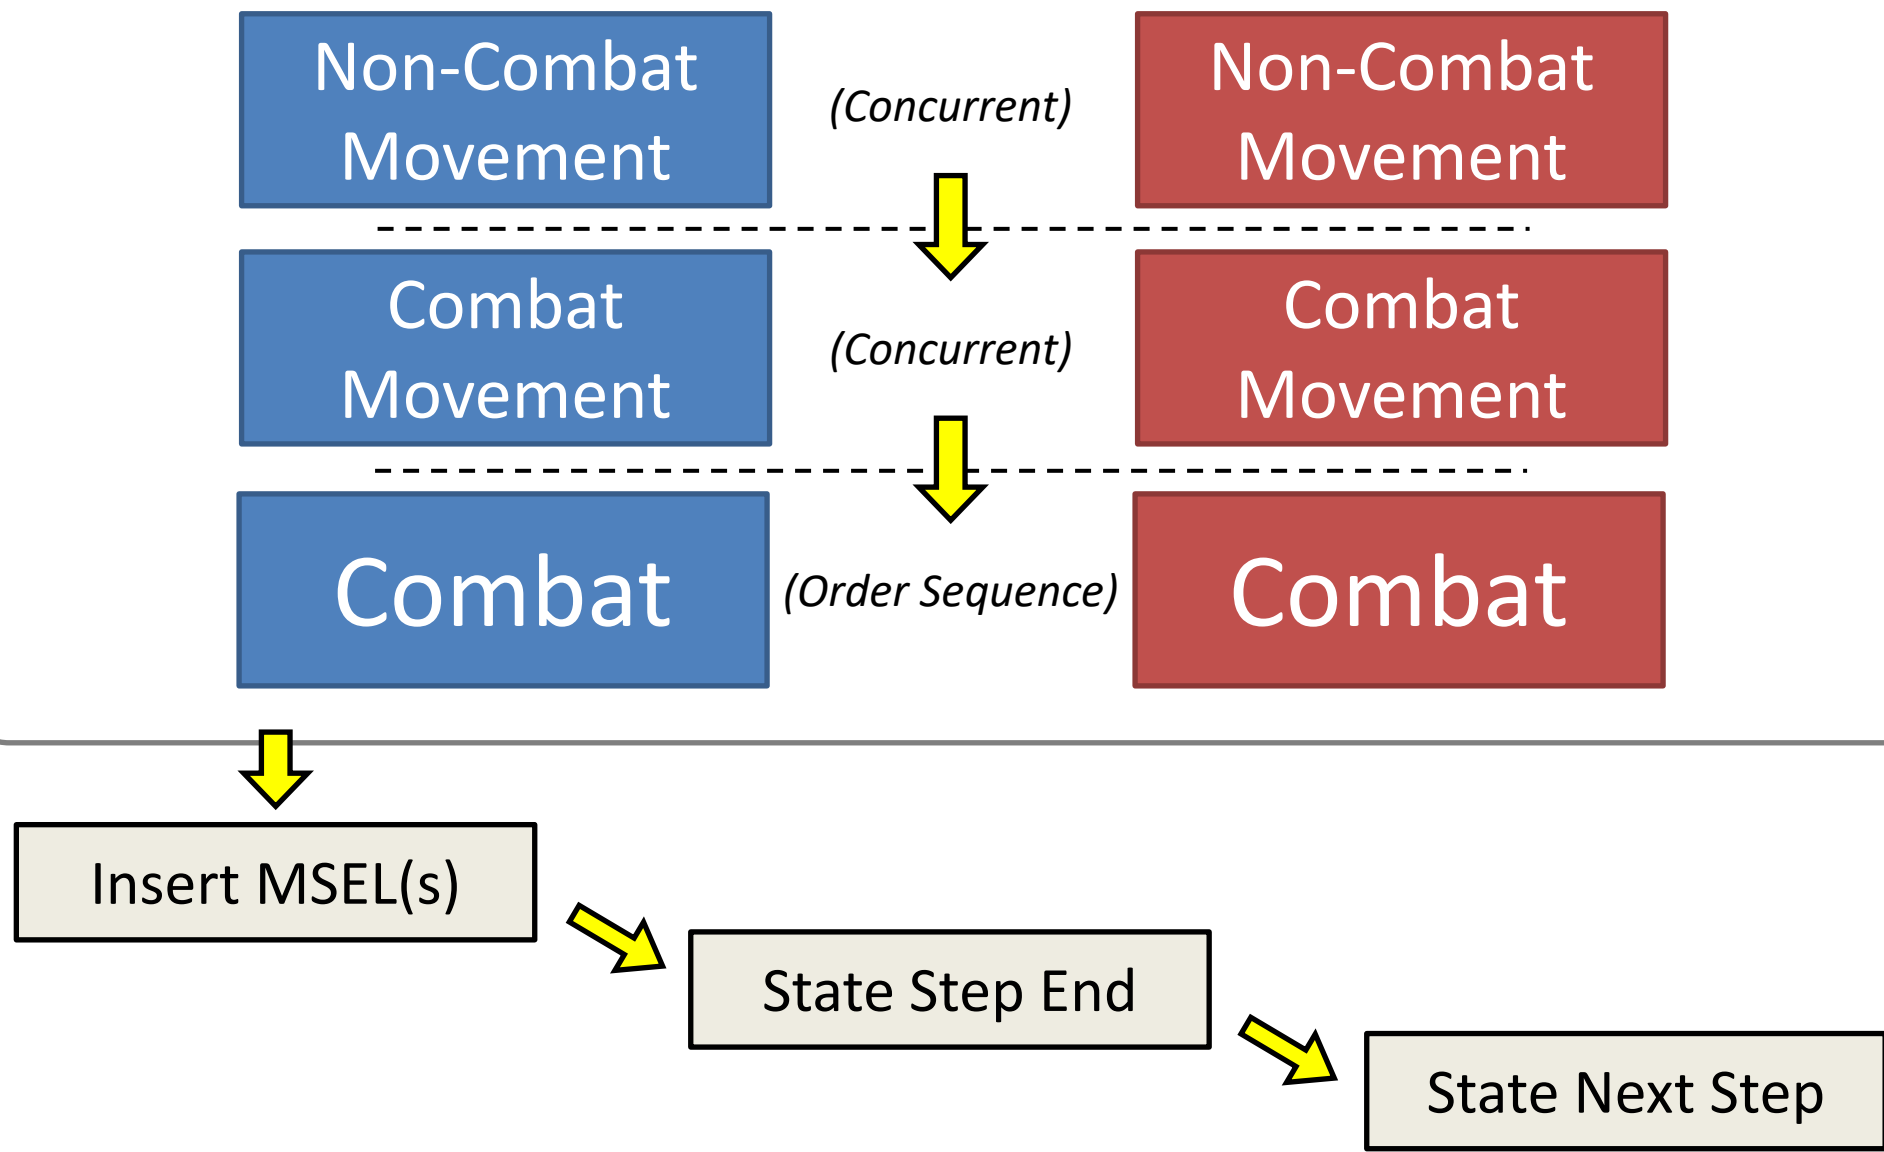 Non-Combat
Movement
(Concurrent)
Non-Combat
Movement
Combat
Movement
(Concurrent)
Combat
Movement
Combat
(Order Sequence)
Combat
Insert MSEL(s)
State Step End
State Next Step